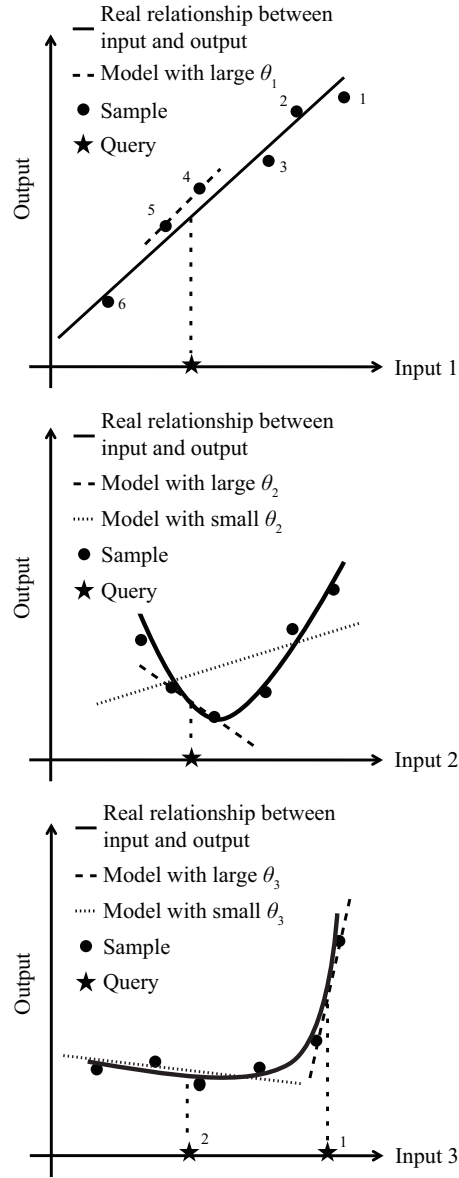 Real relationship between
input and output
Model with large θ1
Sample
Query
Output
1
2
3
4
5
6
Input 1
Real relationship between
input and output
Model with large θ2
Model with small θ2
Sample
Query
Output
Input 2
Real relationship between
input and output
Model with large θ3
Model with small θ3
Sample
Query
Output
2
1
Input 3